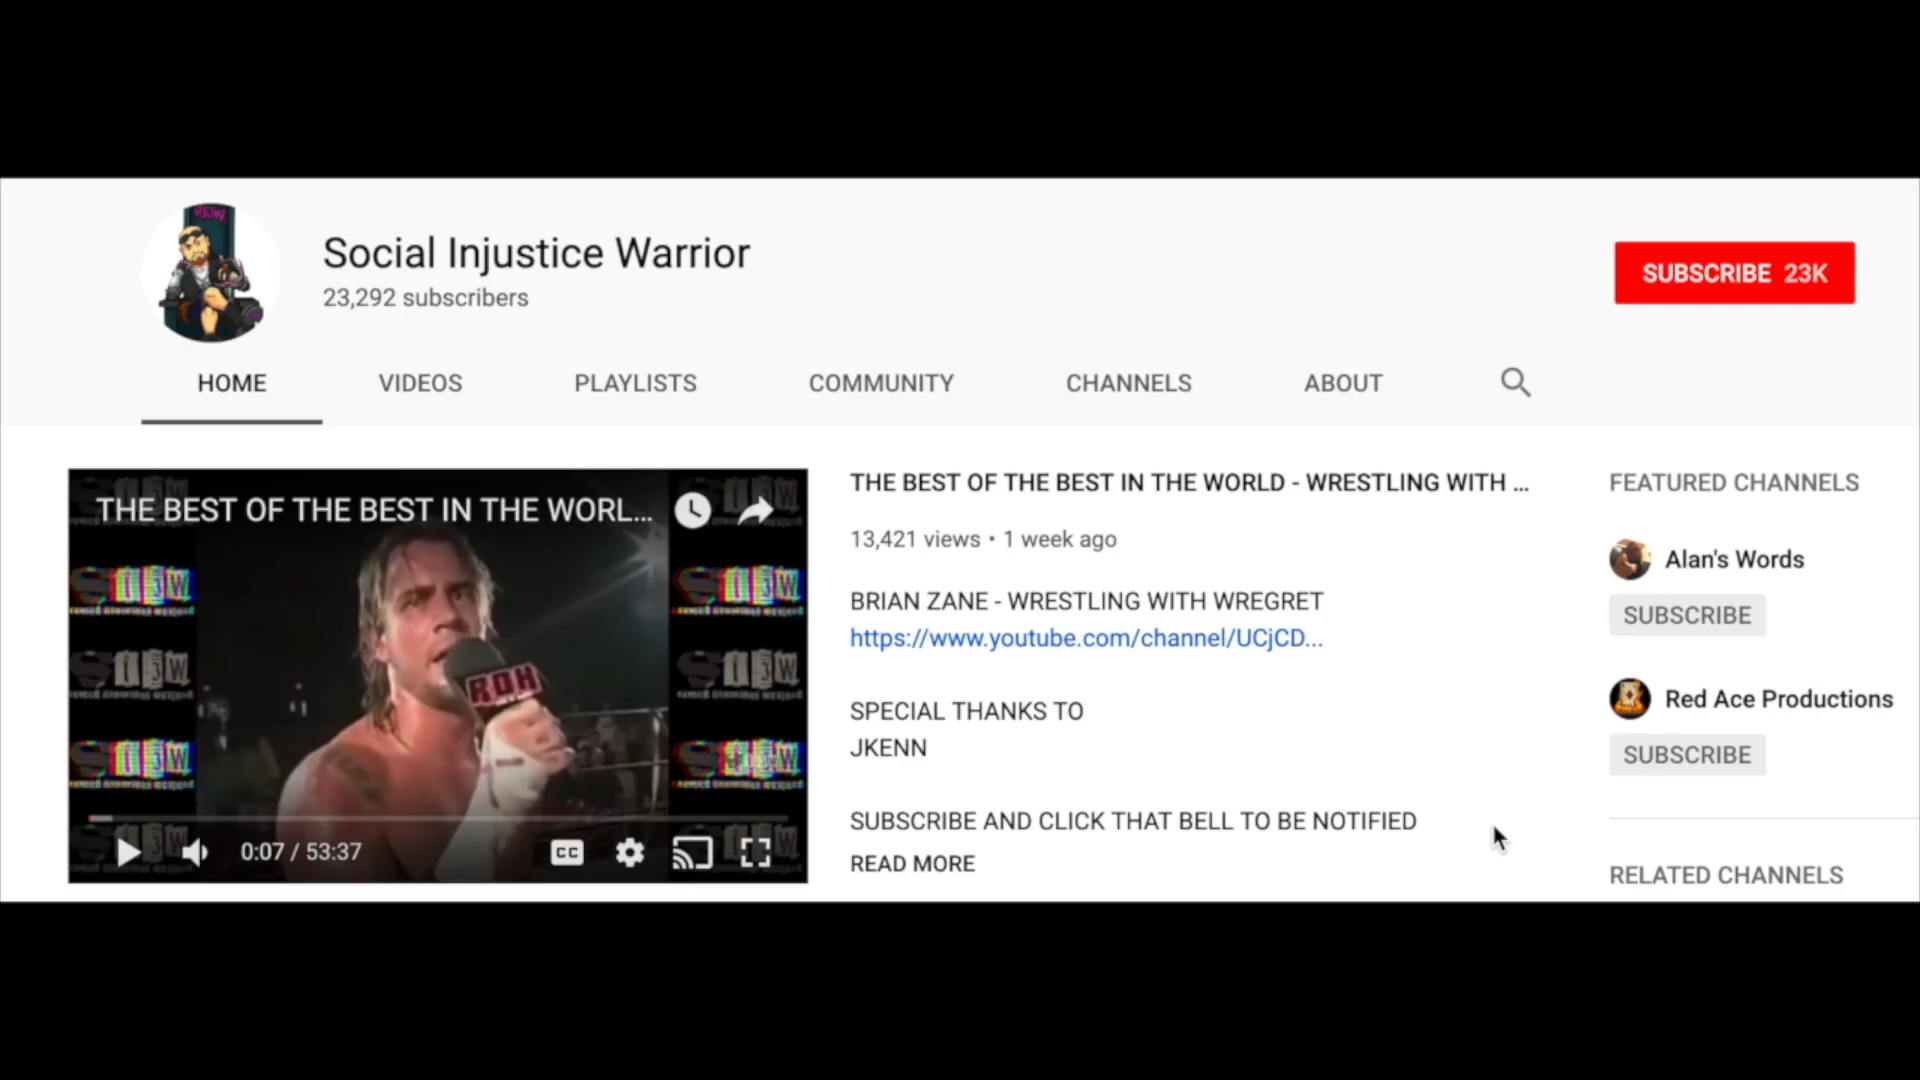 Social Injustice Warrior
23,292 subscribers
SUBSCRIBE 23K
HOME
VIDEOS
PLAYLISTS
COMMUNITY
CHANNELS
ABOUT
THE BEST OF THE BEST IN THE WORL...
ROH
CC
0:07 / 53:37
THE BEST OF THE BEST IN THE WORLD - WRESTLING WITH ...
13,421 views • 1 week ago
BRIAN ZANE - WRESTLING WITH WREGRET
https://www.youtube.com/channel/UCjCD...
SPECIAL THANKS TO
JKENN
SUBSCRIBE AND CLICK THAT BELL TO BE NOTIFIED
READ MORE
FEATURED CHANNELS
Alan's Words
SUBSCRIBE
Red Ace Productions
SUBSCRIBE
RELATED CHANNELS